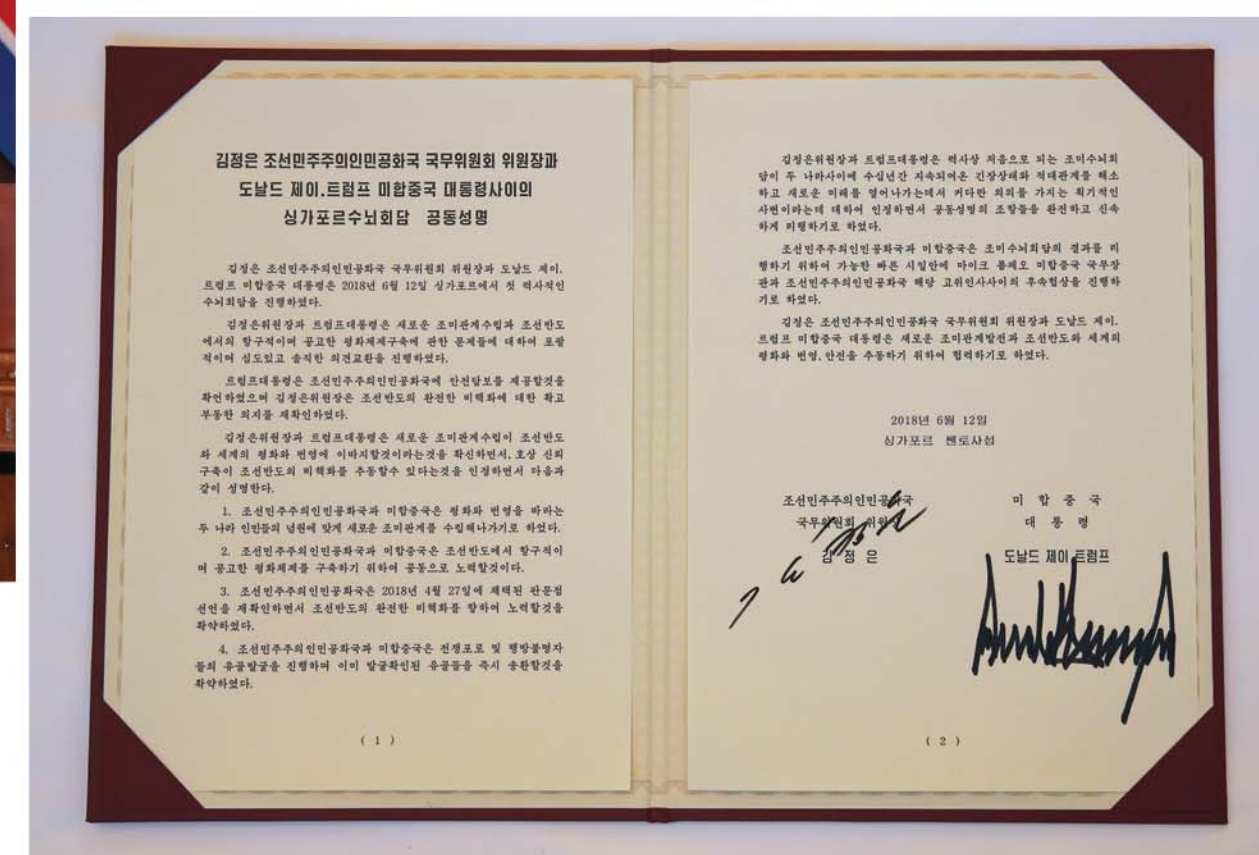 김정은 조선민주주의인민공화국 국무위원회 위원장과
도날드 제이.트럼프 미합중국 대통령사이의
싱가포르수뇌회담 공동성명
김정은 조선민주주의인민공화국 국무위원회 위원장과 도날드 제이.
트럼프 미합중국 대통령은 2018년 6월 12일 싱가포르에서 첫 력사적인
수뇌회담을 진행하였다.
김정은위원장과 트럼프대통령은 새로운 조미관계수립과 조선반도
에서의 항구적이며 공고한 평화체제구축에 관한 문제들에 대하여 포괄
적이며 심도있고 솔직한 의견교환을 진행하였다.
트럼프대통령은 조선민주주의인민공화국에 안전담보를 제공할것을
확언하였으며 김정은위원장은 조선반도의 완전한 비핵화에 대한 확고
부동한 의지를 재확인하였다.
김정은위원장과 트럼프대통령은 새로운 조미관계수립이 조선반도
와 세계의 평화와 번영에 이바지할것이라는것을 확신하면서, 호상 신뢰
구축이 조선반도의 비핵화를 추동할수 있다는것을 인정하면서 다음과
같이 성명한다.
1. 조선민주주의인민공화국과 미합중국은 평화와 번영을 바라는
두 나라 인민들의 념원에 맞게 새로운 조미관계를 수립해나가기로 하였다.
2. 조선민주주의인민공화국과 미합중국은 조선반도에서 항구적이
며 공고한 평화체제를 구축하기 위하여 공동으로 노력할것이다.
3. 조선민주주의인민공화국은 2018년 4월 27일에 채택된 판문점
선언을 재확인하면서 조선반도의 완전한 비핵화를 향하여 노력할것을
확약하였다.
4. 조선민주주의인민공화국과 미합중국은 전쟁포로 및 행방불명자
들의 유골발굴을 진행하며 이미 발굴확인된 유골들을 즉시 송환할것을
확약하였다.
( 1 )
김정은위원장과 트럼프대통령은 력사상 처음으로 되는 조미수뇌회
담이 두 나라사이에 수십년간 지속되여온 긴장상태와 적대관계를 해소
하고 새로운 미래를 열어나가는데서 커다란 의의를 가지는 획기적인
사변이라는데 대하여 인정하면서 공동성명의 조항들을 완전하고 신속
하게 리행하기로 하였다.
조선민주주의인민공화국과 미합중국은 조미수뇌회담의 결과를 리
행하기 위하여 가능한 빠른 시일안에 마이크 폼페오 미합중국 국무장
관과 조선민주주의인민공화국 해당 고위인사사이의 후속협상을 진행하
기로 하였다.
김정은 조선민주주의인민공화국 국무위원회 위원장과 도날드 제이.
트럼프 미합중국 대통령은 새로운 조미관계발전과 조선반도와 세계의
평화와 번영, 안전을 추동하기 위하여 협력하기로 하였다.
2018년 6월 12일
싱가포르 쎈토사섬
조선민주주의인민공화국
국무위원회 위원장
김 정 은
미 합 중 국
대 통 령
도날드 제이.트럼프
( 2 )